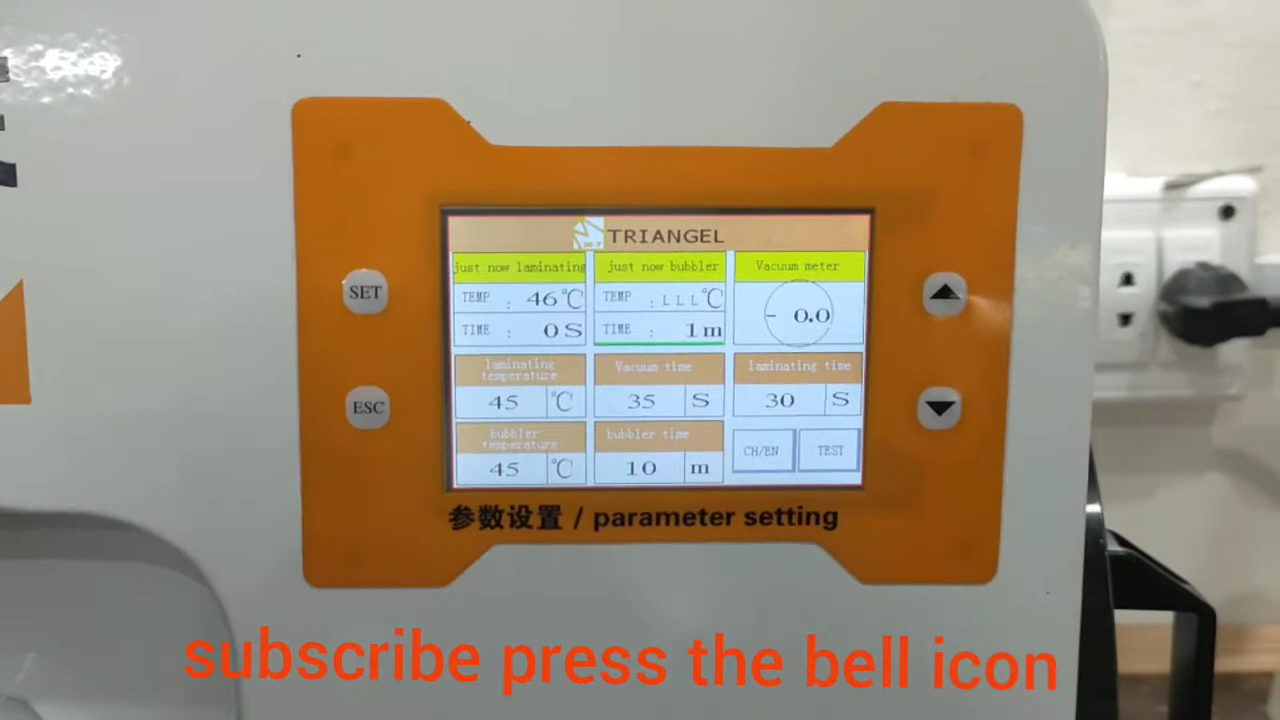 TRIANGEL
just now laminating
just now bubbler
Vacuum meter
TEMP : 46℃
TEMP : LLL℃
- 0.0
TIME : 0S
TIME : 1m
laminating temperature
Vacuum time
laminating time
45 ℃
35 S
30 S
bubbler temperature
bubbler time
CH/EN
TEST
45 ℃
10 m
SET
ESC
参数设置 / parameter setting
subscribe press the bell icon